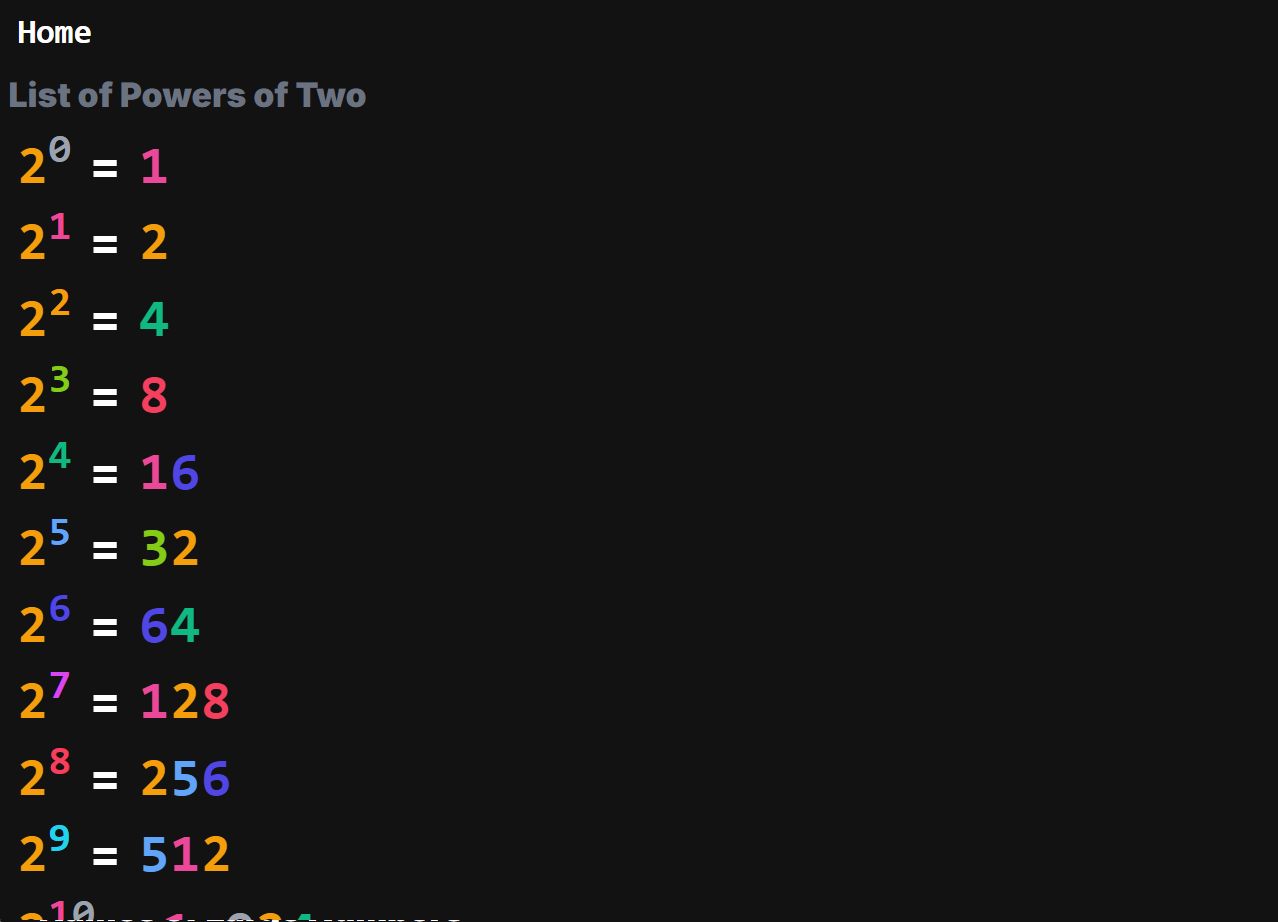 Home
List of Powers of Two
2⁰ = 1
2¹ = 2
2² = 4
2³ = 8
2⁴ = 16
2⁵ = 32
2⁶ = 64
2⁷ = 128
2⁸ = 256
2⁹ = 512